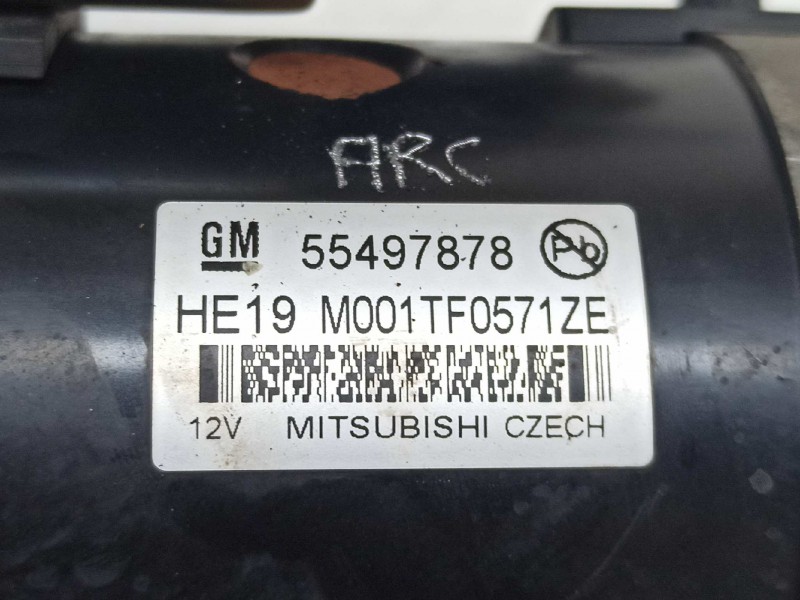 ARC
GM 55497878 Pb
HE19 M001TF0571ZE
12V MITSUBISHI CZECH